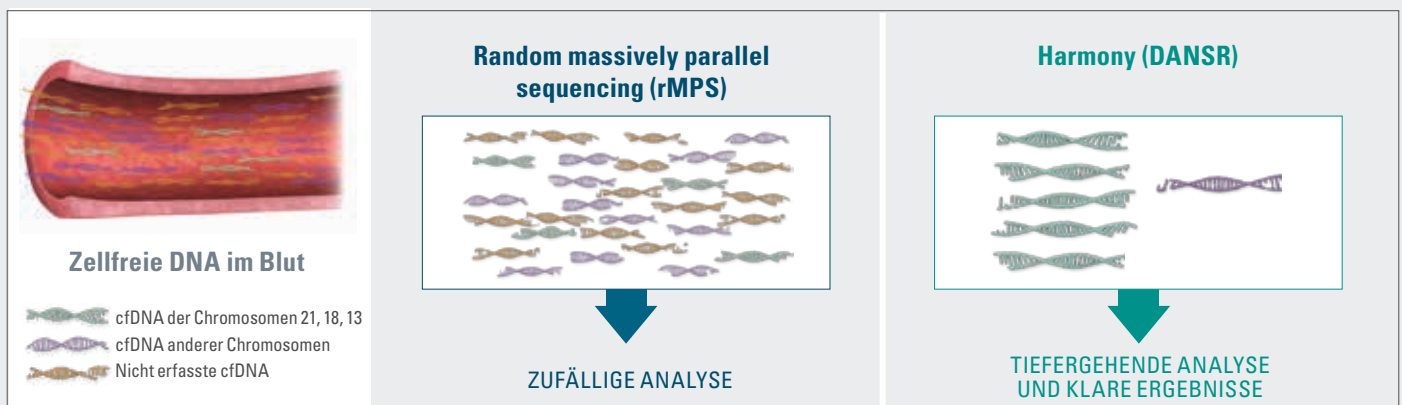 Zellfreie DNA im Blut
cfDNA der Chromosomen 21, 18, 13
cfDNA anderer Chromosomen
Nicht erfasste cfDNA
Random massively parallel
sequencing (rMPS)
ZUFÄLLIGE ANALYSE
Harmony (DANSR)
TIEFERGEHENDE ANALYSE
UND KLARE ERGEBNISSE